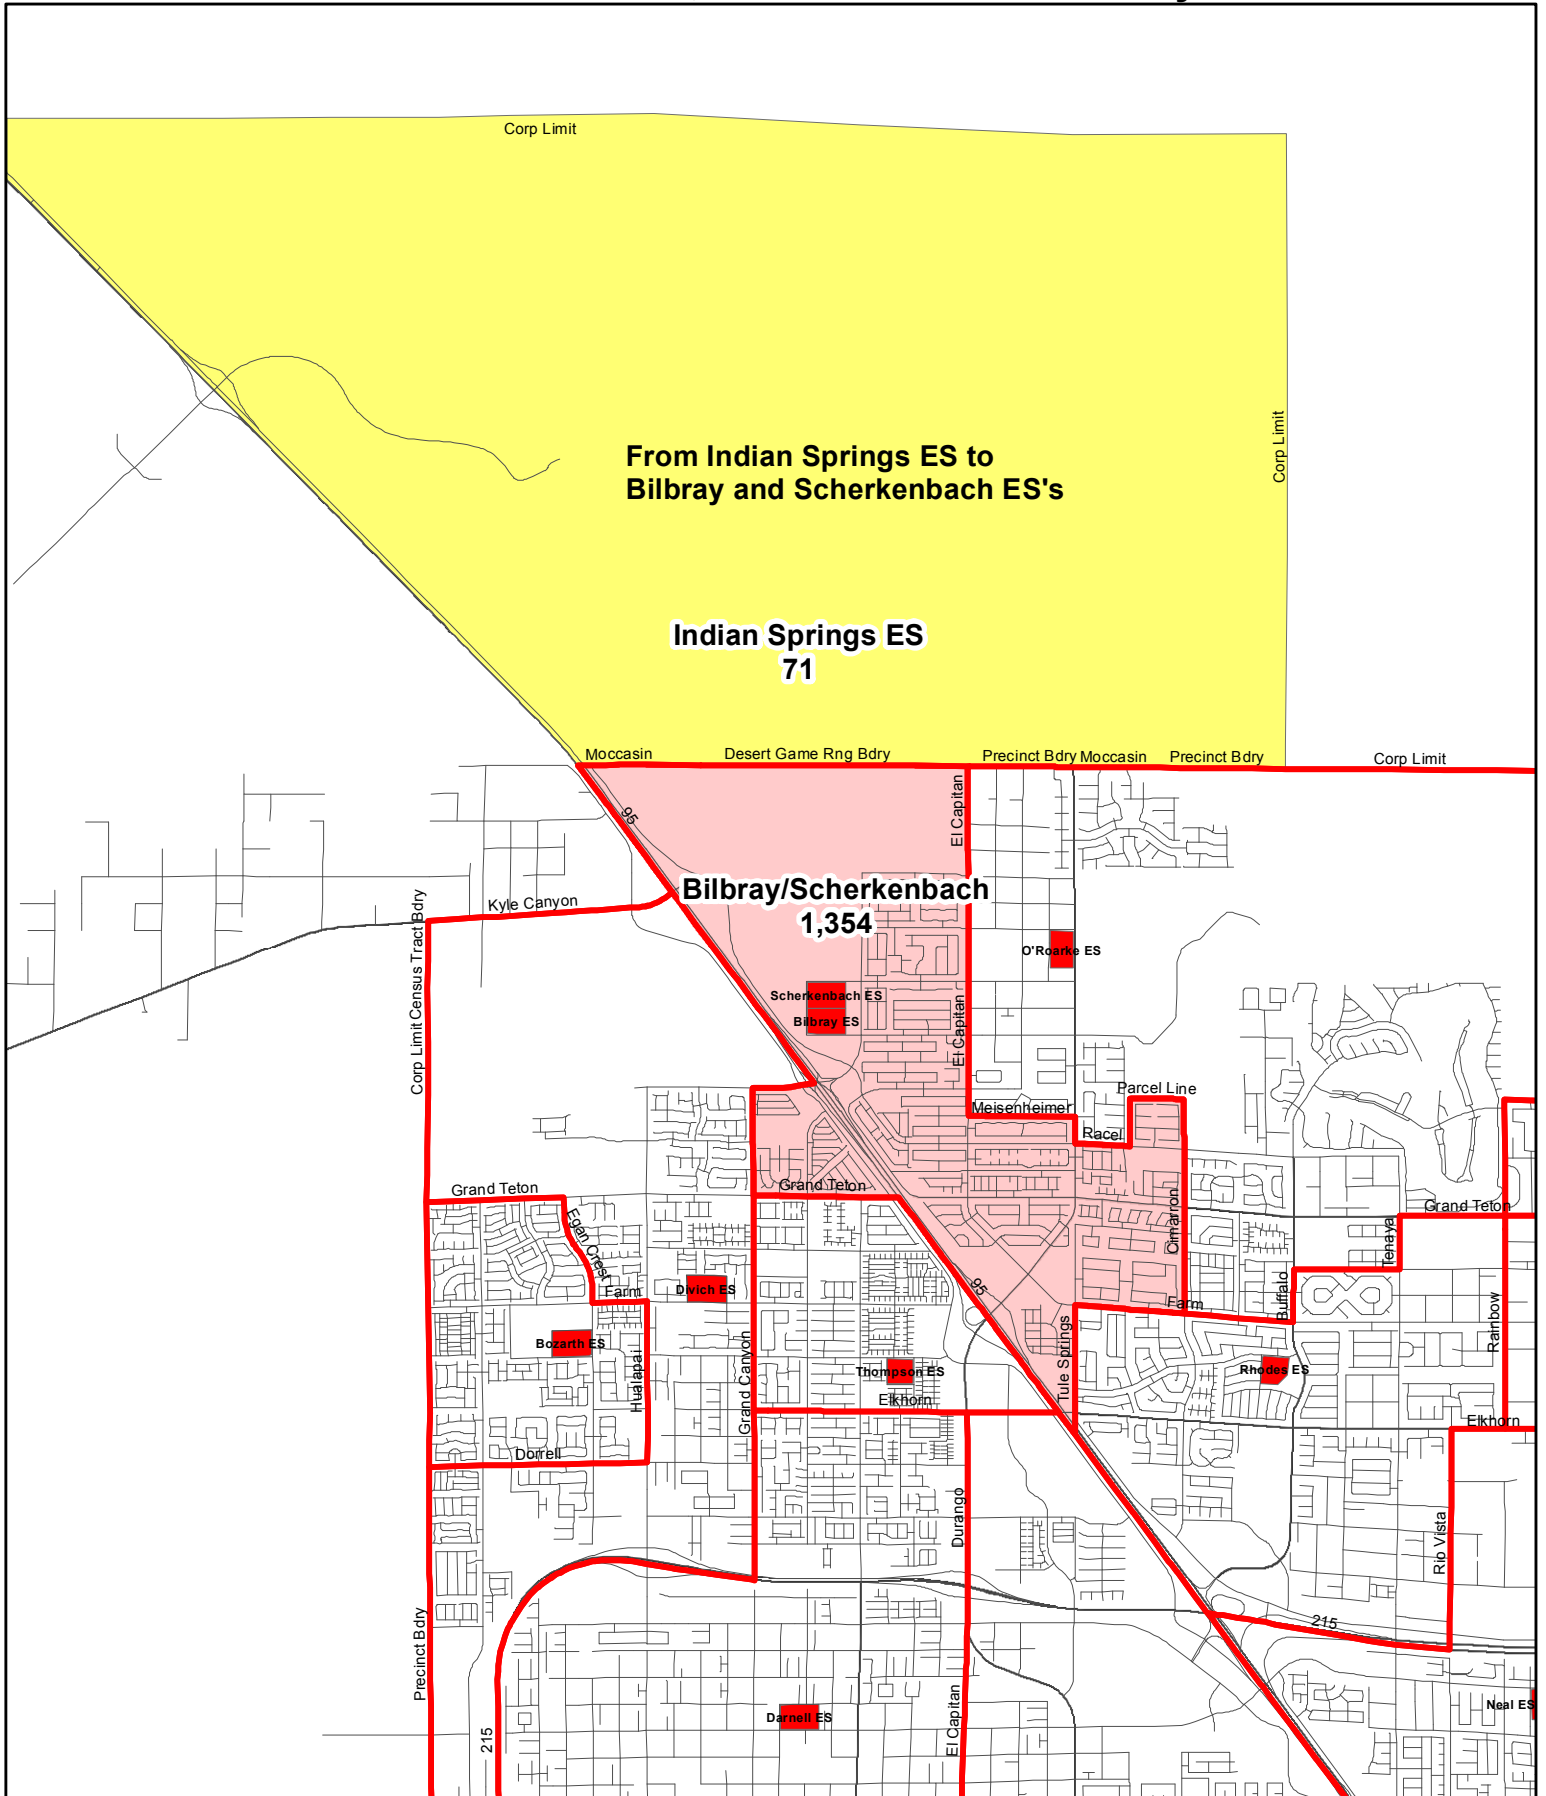 Corp Limit
Corp Limit
From Indian Springs ES to
Bilbray and Scherkenbach ES's
Indian Springs ES
71
Moccasin
Desert Game Rng Bdry
Precinct Bdry
Moccasin
Precinct Bdry
Corp Limit
95
El Capitan
Bilbray/Scherkenbach
1,354
Kyle Canyon
Corp Limit
Census Tract Bdry
O'Roarke ES
Scherkenbach ES
Bilbray ES
El Capitan
Parcel Line
Meisenheimer
Racel
Grand Teton
Grand Teton
Grand Teton
Egan Crest
Cimarron
Tenaya
Farm
Divich ES
95
Farm
Buffalo
Rainbow
Bozarth ES
Hualapai
Grand Canyon
Thompson ES
Tule Springs
Rhodes ES
Elkhorn
Elkhorn
Dorrell
Durango
Rio Vista
215
Precinct Bdry
215
Darnell ES
El Capitan
Neal ES